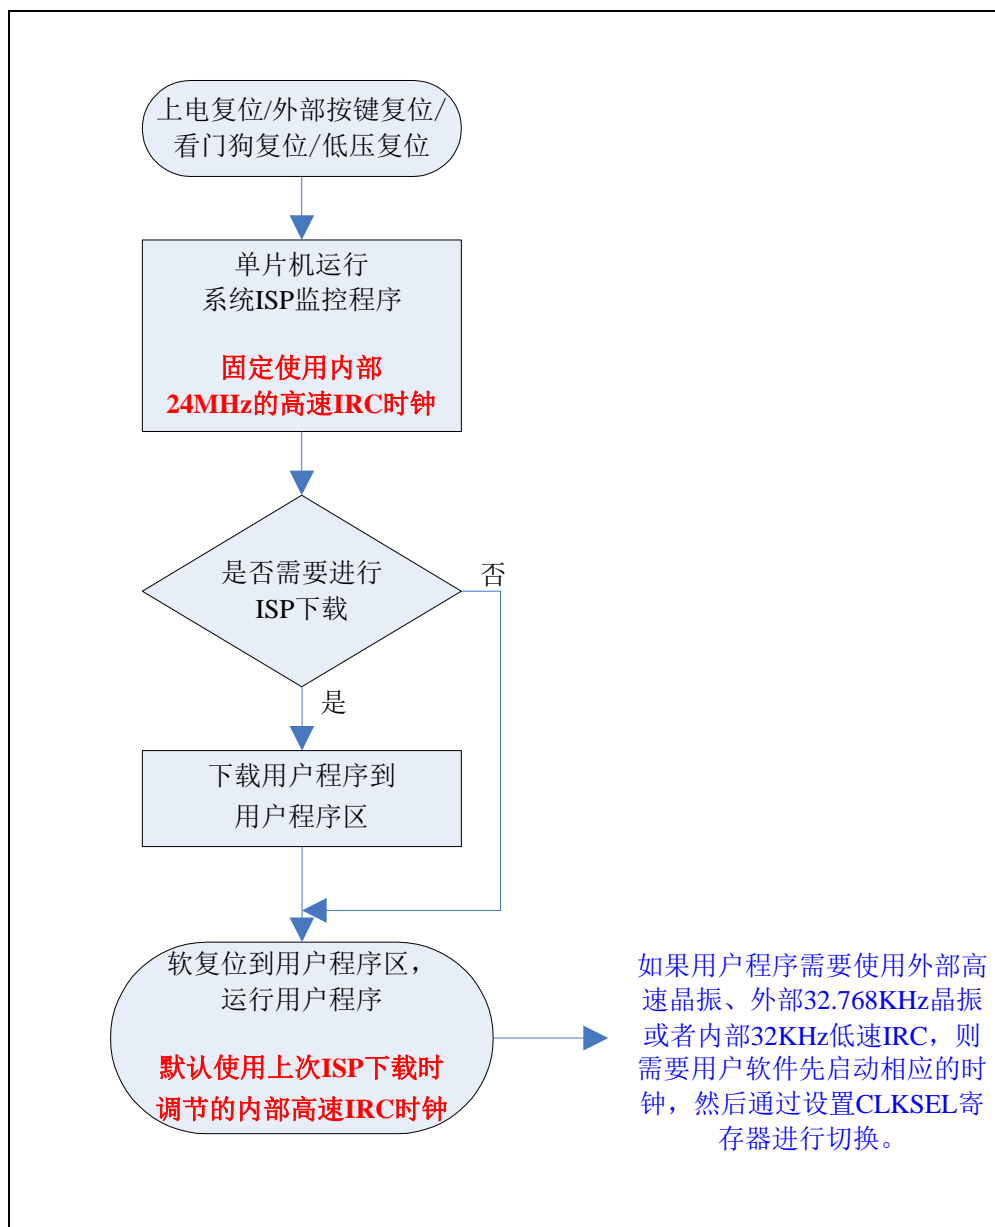 上电复位/外部按键复位/
看门狗复位/低压复位
单片机运行
系统ISP监控程序
固定使用内部
24MHz的高速IRC时钟
是否需要进行
ISP下载
否
是
下载用户程序到
用户程序区
软复位到用户程序区，
运行用户程序
默认使用上次ISP下载时
调节的内部高速IRC时钟
如果用户程序需要使用外部高
速晶振、外部32.768KHz晶振
或者内部32KHz低速IRC，则
需要用户软件先启动相应的时
钟，然后通过设置CLKSEL寄
存器进行切换。